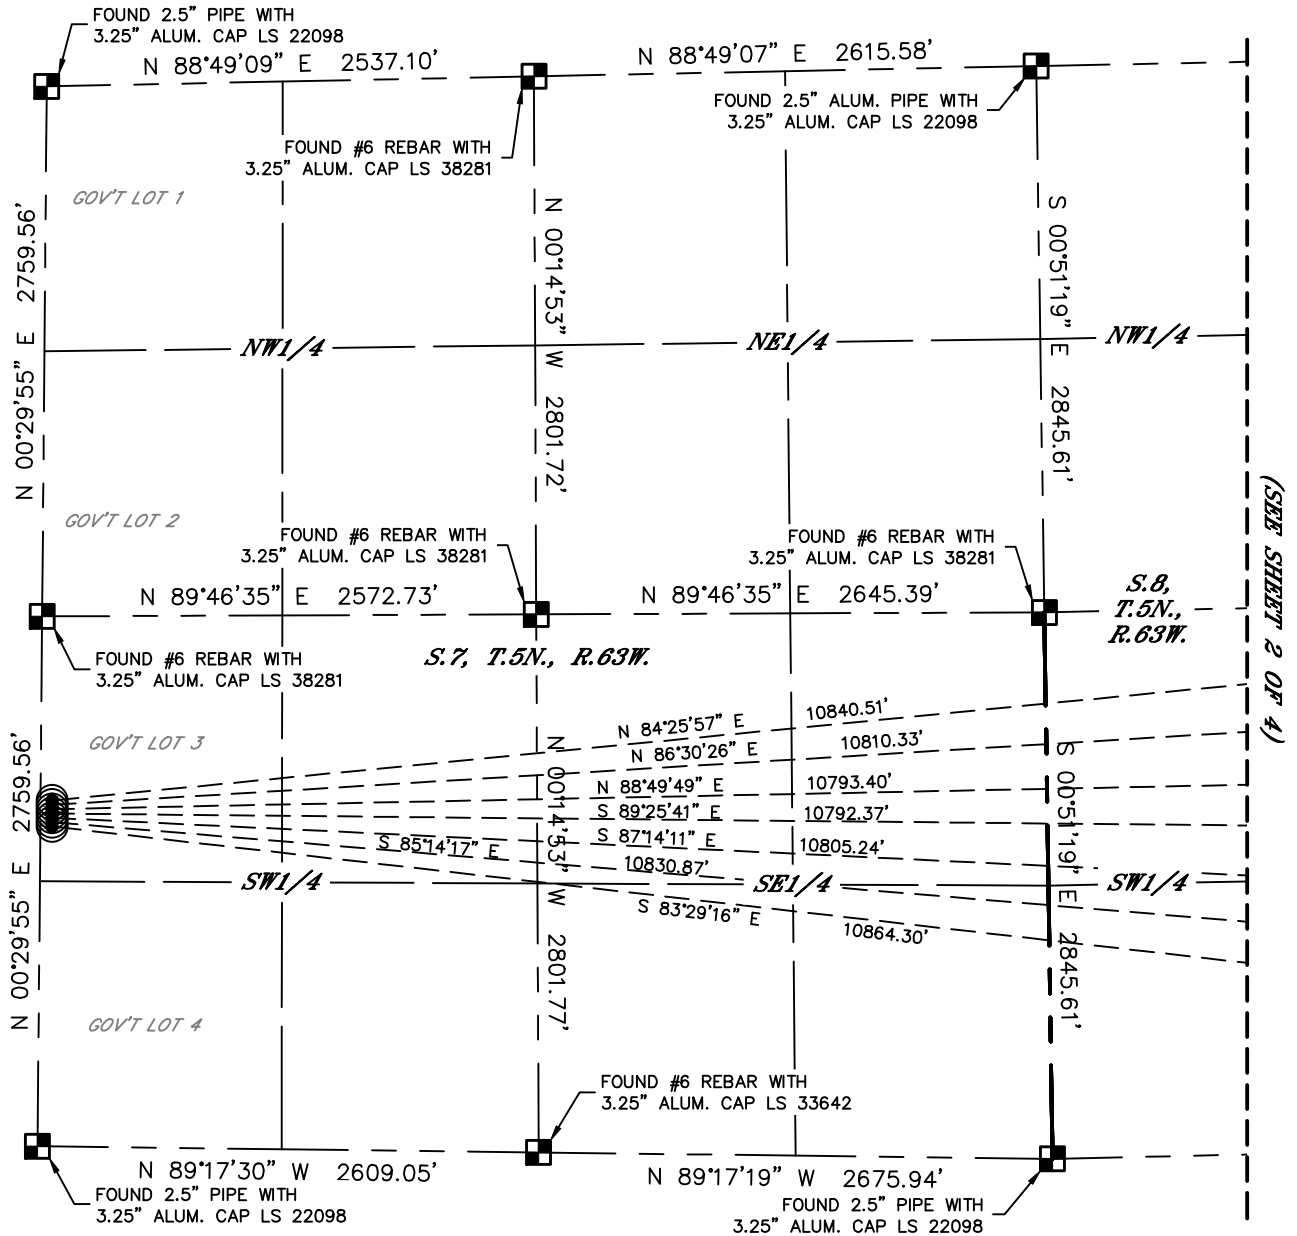 FOUND 2.5” PIPE WITH
3.25” ALUM. CAP LS 22098
N 88°49’09” E 2537.10’
N 88°49’07” E 2615.58’
FOUND 2.5” ALUM. PIPE WITH
3.25” ALUM. CAP LS 22098
FOUND #6 REBAR WITH
3.25” ALUM. CAP LS 38281
GOV’T LOT 1
N 00°29’55” E 2759.56’
N 00°14’53” W 2801.72’
S 00°51’19” E 2845.61’
NW1/4
NE1/4
NW1/4
GOV’T LOT 2
FOUND #6 REBAR WITH
3.25” ALUM. CAP LS 38281
FOUND #6 REBAR WITH
3.25” ALUM. CAP LS 38281
(SEE SHEET 2 OF 4)
N 89°46’35” E 2572.73’
N 89°46’35” E 2645.39’
S.8,
T.5N.,
R.63W.
FOUND #6 REBAR WITH
3.25” ALUM. CAP LS 38281
S.7, T.5N., R.63W.
GOV’T LOT 3
N 84°25’57” E 10840.51’
N 86°30’26” E 10810.33’
N 88°49’49” E 10793.40’
S 89°25’41” E 10792.37’
S 87°14’11” E 10805.24’
S 85°14’17” E 10830.87’
S 83°29’16” E 10864.30’
N 00°29’55” E 2759.56’
N 00°14’53” W 2801.77’
S 00°51’19” E 2845.61’
SW1/4
SE1/4
SW1/4
GOV’T LOT 4
FOUND #6 REBAR WITH
3.25” ALUM. CAP LS 33642
N 89°17’30” W 2609.05’
N 89°17’19” W 2675.94’
FOUND 2.5” PIPE WITH
3.25” ALUM. CAP LS 22098
FOUND 2.5” PIPE WITH
3.25” ALUM. CAP LS 22098